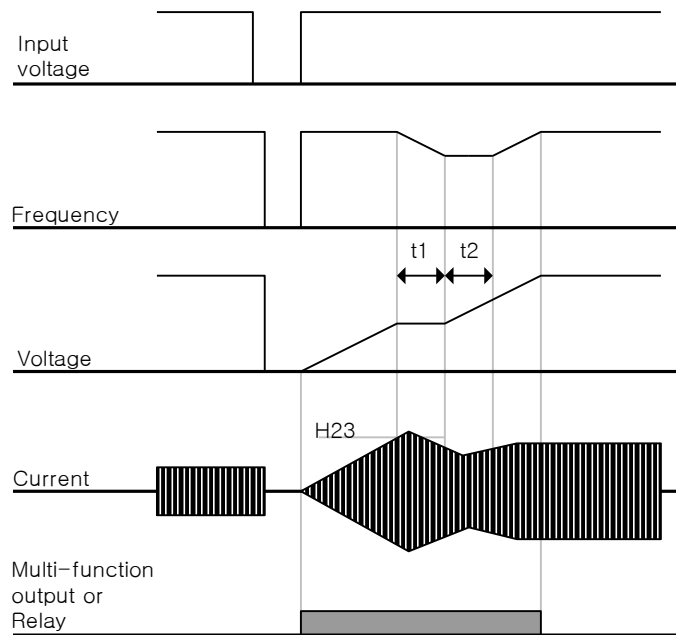 Input
voltage
Frequency
t1
t2
Voltage
H23
Current
Multi-function
output or
Relay